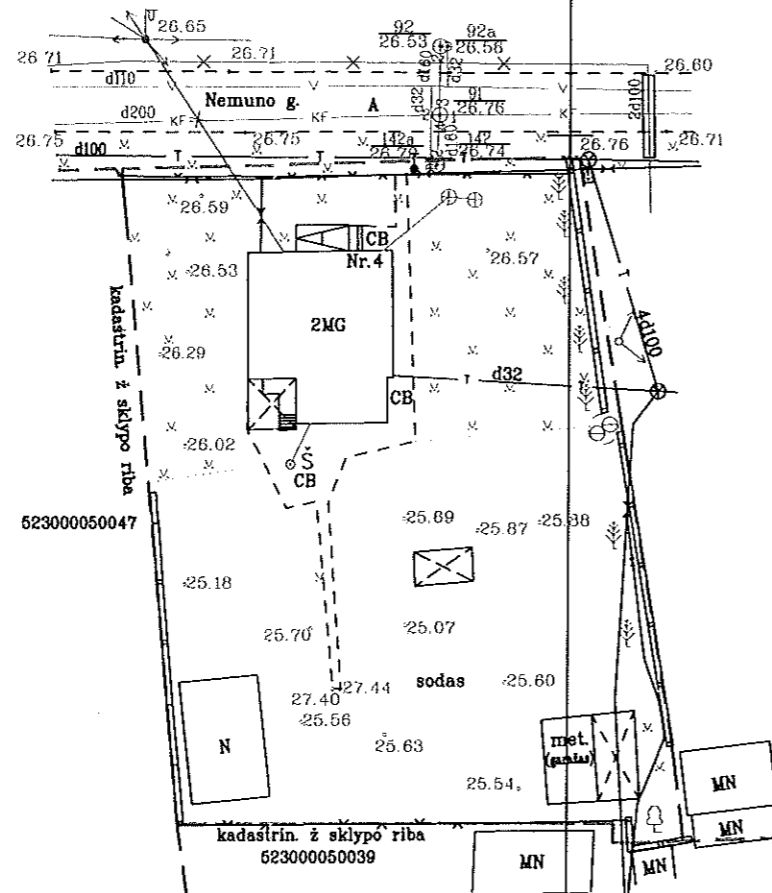 U
26.65
92
26.53
92a
26.56
26.71
26.71
26.60
d110
V
V
V
d160
d32
Nemuno g.
A
d32
91
26.76
2d100
d200
KF
KF
K
d160
26.75
26.75
142a
26.79
142
26.74
26.76
26.71
d100
T
T
T
26.59
CB
Nr.4
26.57
26.53
T
kadastrin. ž sklypo riba
2MG
4d100
26.29
T
d32
CB
26.02
Š
CB
523000050047
25.69
25.87
25.88
25.18
25.70
25.07
27.44
sodas
25.60
27.40
25.56
N
25.63
met.
(garažas)
25.54
MN
MN
kadastrin. ž sklypo riba
523000050039
MN
MN